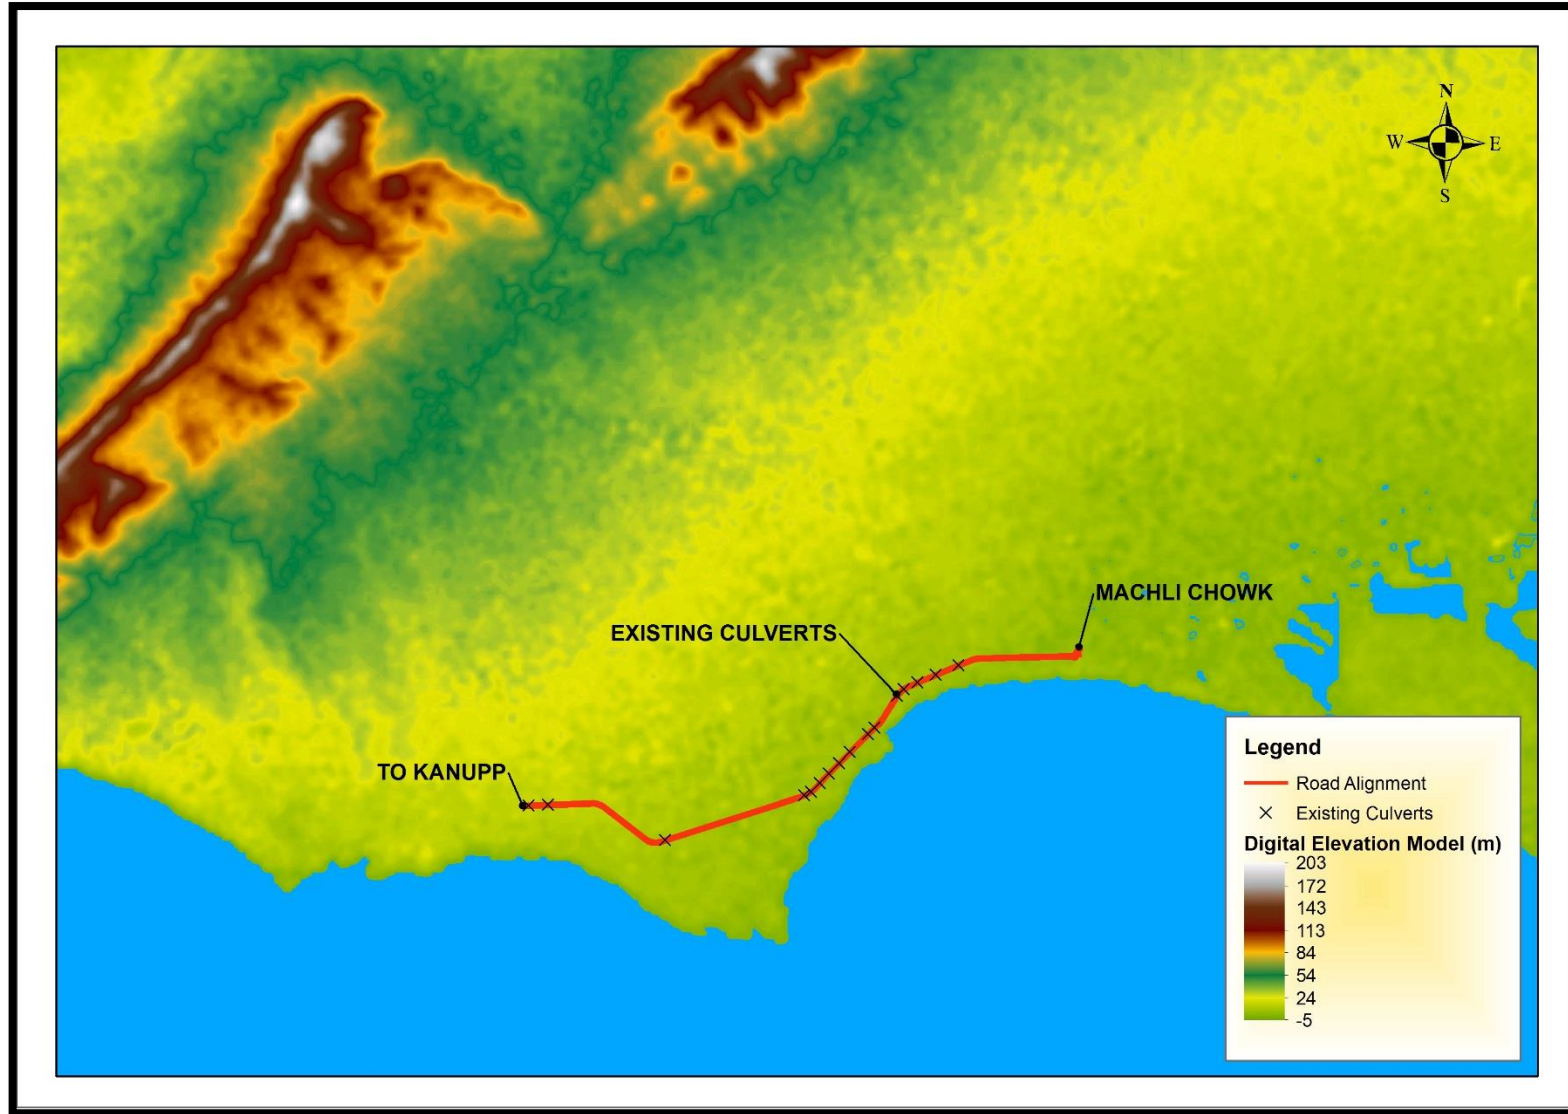 N
W E
S
MACHLI CHOWK
EXISTING CULVERTS
TO KANUPP
Legend
Road Alignment
Existing Culverts
Digital Elevation Model (m)
203
172
143
113
84
54
24
-5